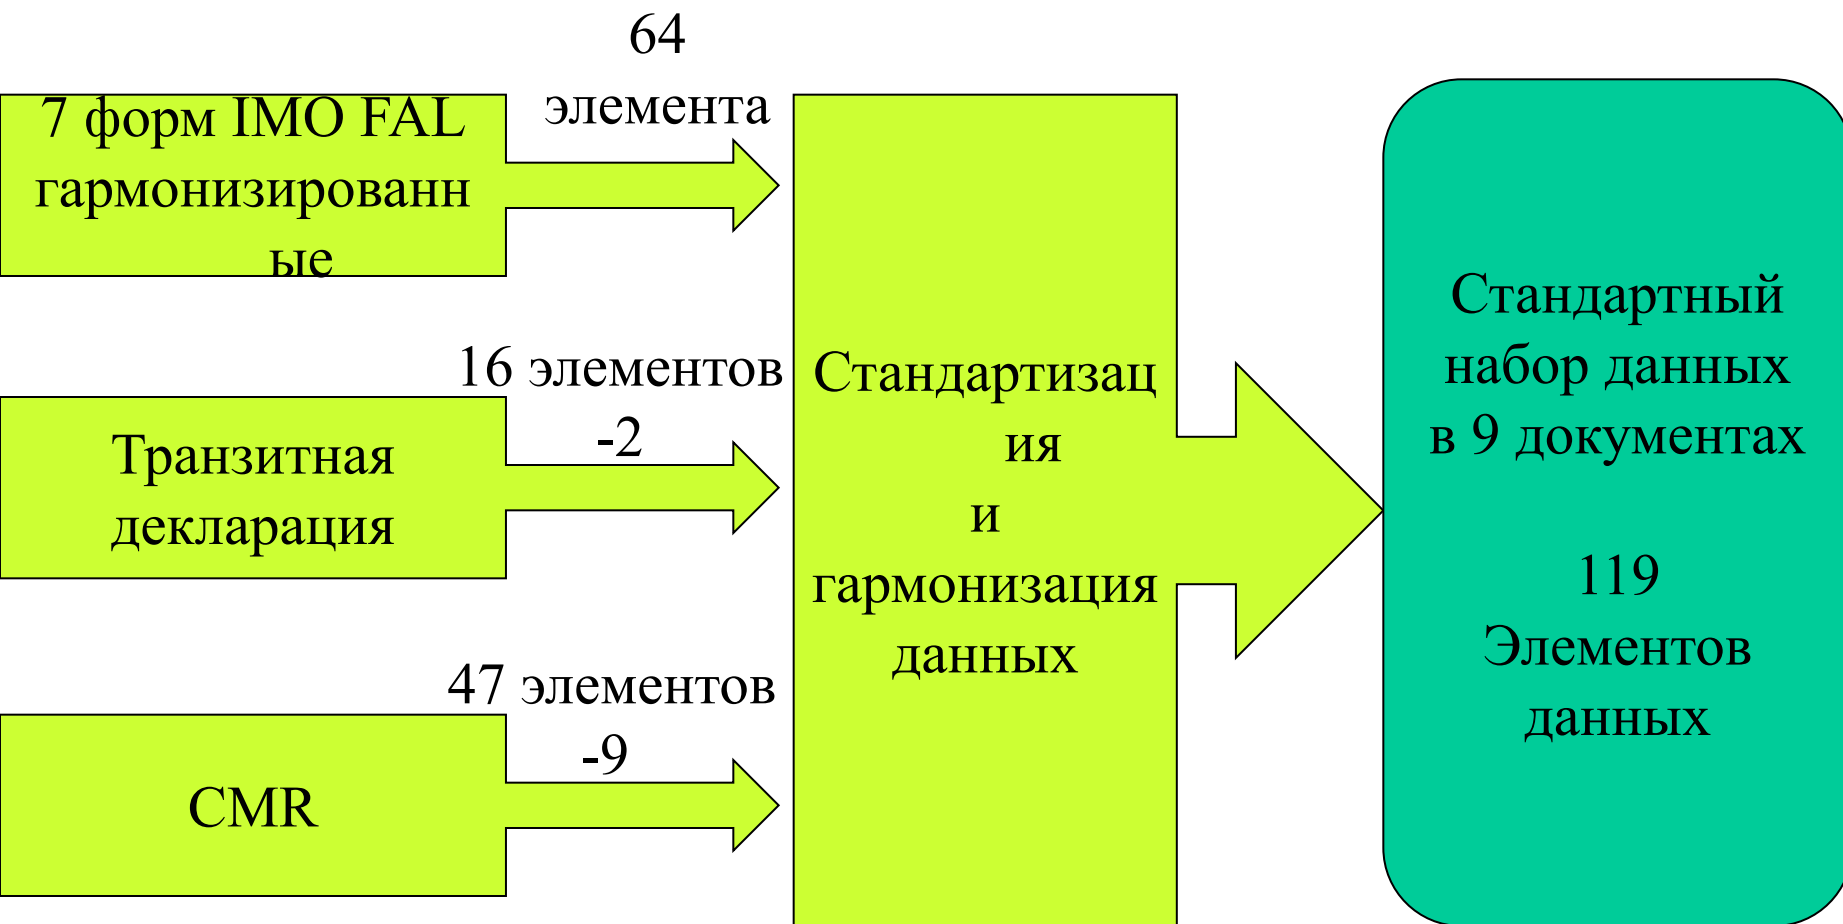 64
элемента
7 форм IMO FAL
гармонизированн
ые
16 элементов
-2
Транзитная
декларация
47 элементов
-9
CMR
Стандартизац
ия
и
гармонизация
данных
Стандартный
набор данных
в 9 документах
119
Элементов
данных